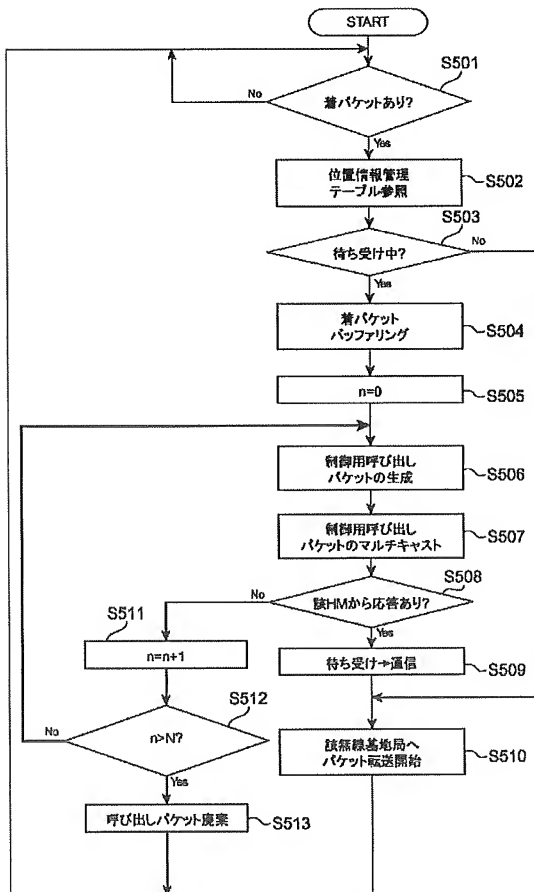 START
S501
着パケットあり?
No
Yes
位置情報管理
テーブル参照
S502
S503
待ち受け中?
No
Yes
着パケット
バッファリング
S504
n=0
S505
制御用呼び出し
パケットの生成
S506
制御用呼び出し
パケットのマルチキャスト
S507
S508
該HMから応答あり?
No
Yes
S511
n=n+1
待ち受け→通信
S509
S512
n>N?
No
Yes
該無線基地局へ
パケット転送開始
S510
呼び出しパケット廃棄
S513